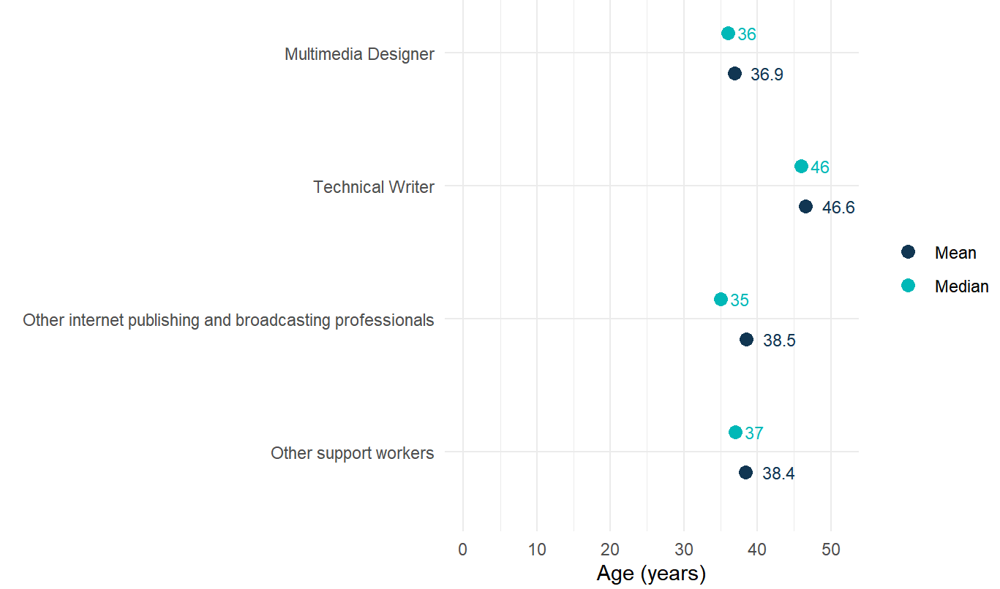 36
Multimedia Designer
36.9
46
Technical Writer
46.6
Mean
Median
35
Other internet publishing and broadcasting professionals
38.5
37
Other support workers
38.4
0 10 20 30 40 50
Age (years)